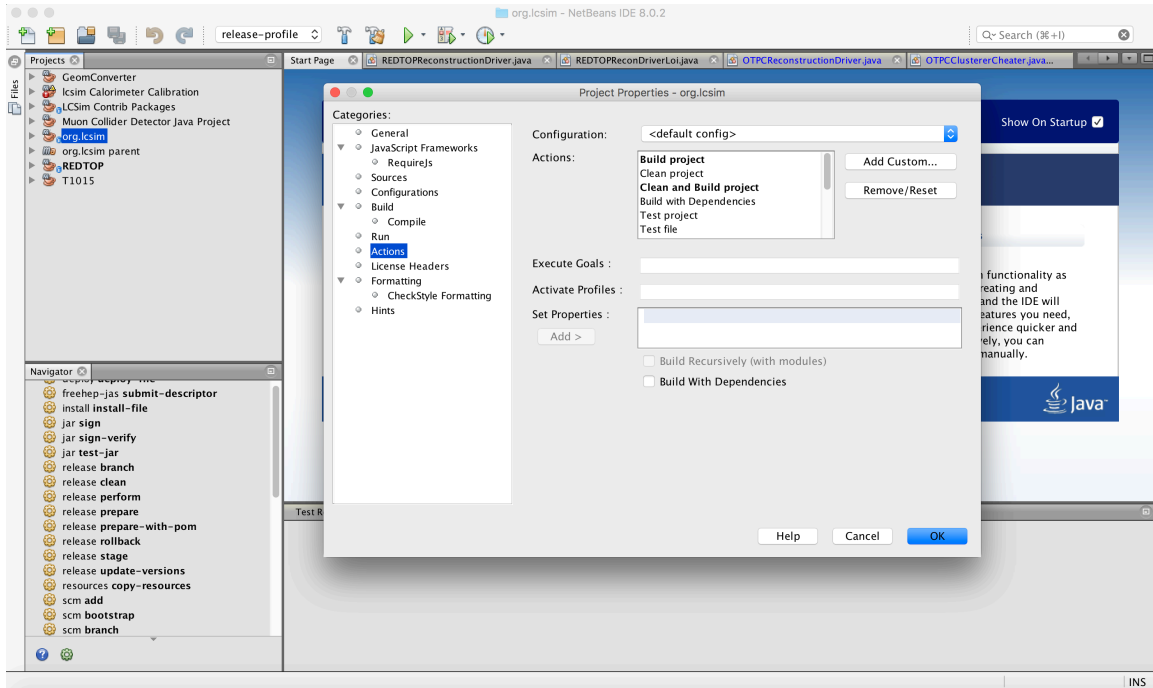 org.lcsim - NetBeans IDE 8.0.2
release-profile
Search (⌘+I)
Projects
Files
GeomConverter
lcsim Calorimeter Calibration
LCSim Contrib Packages
Muon Collider Detector Java Project
org.lcsim
org.lcsim parent
REDTOP
T1015
Start Page
REDTOPReconstructionDriver.java
REDTOPReconDriverLoi.java
OTPCReconstructionDriver.java
OTPCClustererCheater.java...
Show On Startup
Project Properties - org.lcsim
Categories:
General
JavaScript Frameworks
RequireJs
Sources
Configurations
Build
Compile
Run
Actions
License Headers
Formatting
CheckStyle Formatting
Hints
Configuration:
<default config>
Actions:
Build project
Clean project
Clean and Build project
Build with Dependencies
Test project
Test file
Add Custom...
Remove/Reset
Execute Goals :
Activate Profiles :
Set Properties :
Add >
Build Recursively (with modules)
Build With Dependencies
Help
Cancel
OK
functionality as
reating and
and the IDE will
eatures you need,
rience quicker and
ely, you can
manually.
Java
Navigator
deploy deploy-file
freehep-jas submit-descriptor
install install-file
jar sign
jar sign-verify
jar test-jar
release branch
release clean
release perform
release prepare
release prepare-with-pom
release rollback
release stage
release update-versions
resources copy-resources
scm add
scm bootstrap
scm branch
Test R
INS